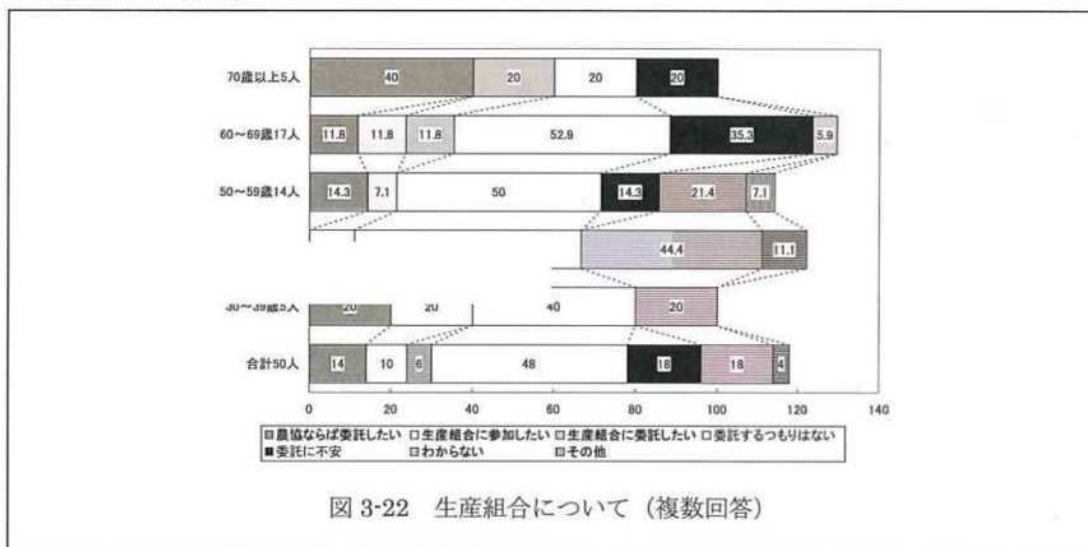 70歳以上5人 40 20 20 20
60～69歳17人 11.8 11.8 11.8 52.9 35.3 5.9
50～59歳14人 14.3 7.1 50 14.3 21.4 7.1
44.4 11.1
30～39歳5人 20 20 40 20
合計50人 14 10 6 48 18 18 4
0 20 40 60 80 100 120 140
農協ならば委託したい 生産組合に参加したい 生産組合に委託したい 委託するつもりはない
委託に不安 わからない その他
図 3-22 生産組合について（複数回答）